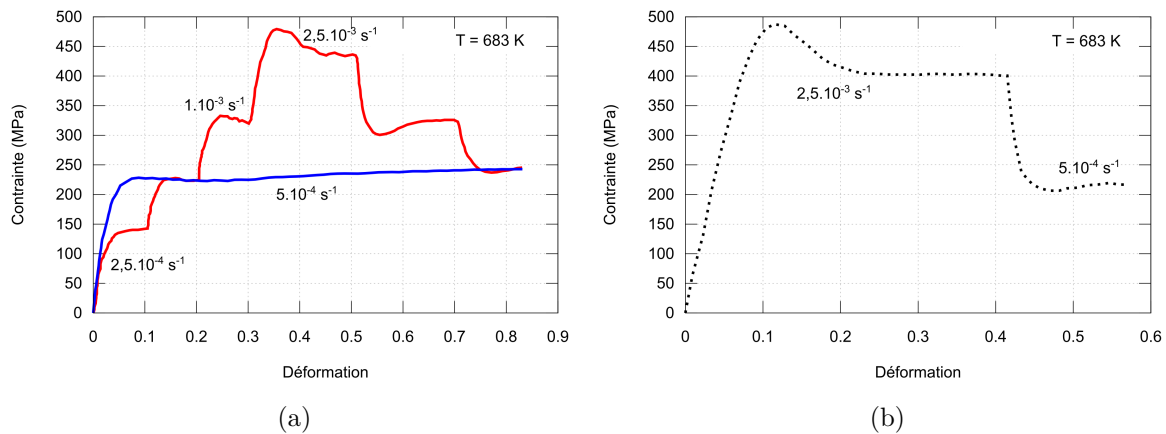 500
450
400
350
300
250
200
150
100
50
0
Contrainte (MPa)
T = 683 K
2,5.10⁻³ s⁻¹
1.10⁻³ s⁻¹
5.10⁻⁴ s⁻¹
2,5.10⁻⁴ s⁻¹
0 0.1 0.2 0.3 0.4 0.5 0.6 0.7 0.8 0.9
Déformation
(a)
500
450
400
350
300
250
200
150
100
50
0
Contrainte (MPa)
T = 683 K
2,5.10⁻³ s⁻¹
5.10⁻⁴ s⁻¹
0 0.1 0.2 0.3 0.4 0.5 0.6
Déformation
(b)